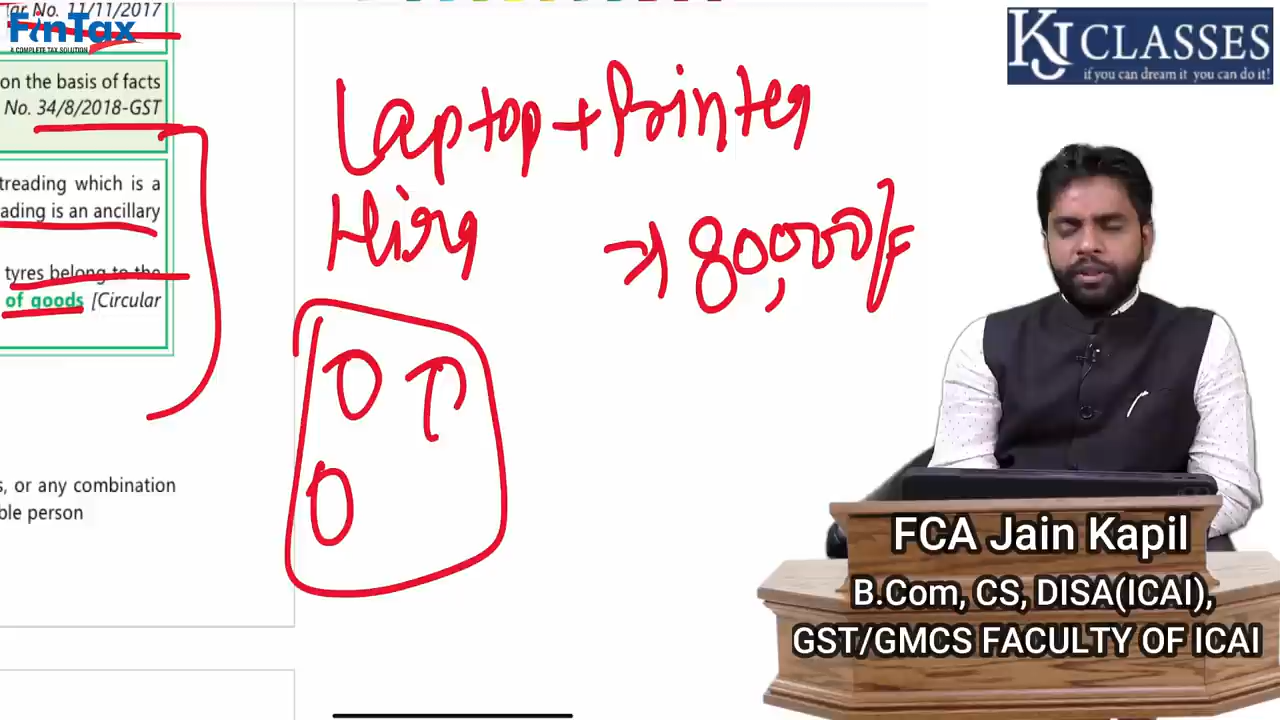 ar No. 11/11/2017
FinTax
A COMPLETE TAX SOLUTION
on the basis of facts
No. 34/8/2018-GST
treading which is a
ading is an ancillary
tyres belong to the
of goods [Circular
s, or any combination
ble person
Laptop + Printer
→ 80,000/-
KJ CLASSES
if you can dream it you can do it!
FCA Jain Kapil
B.Com, CS, DISA(ICAI),
GST/GMCS FACULTY OF ICAI